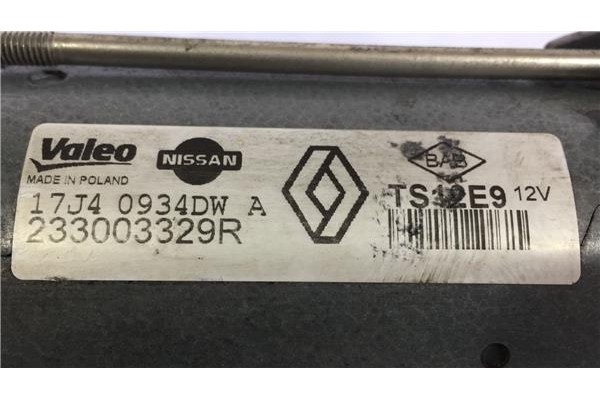 Valeo
NISSAN
MADE IN POLAND
17J4 0934DW A
233003329R
BAB
TS12E9 12V